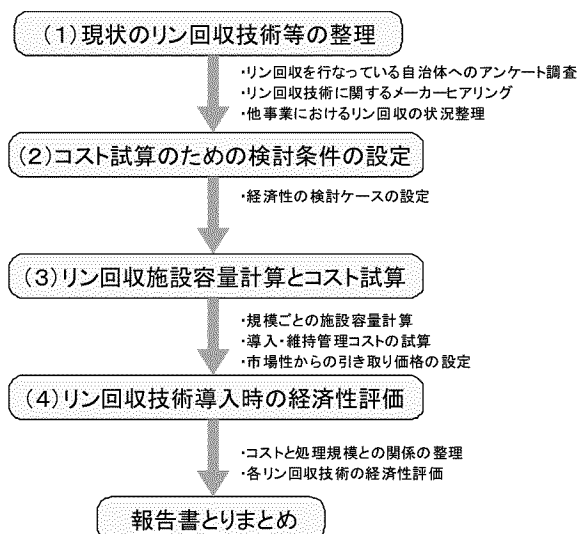 (1)現状のリン回収技術等の整理
・リン回収を行なっている自治体へのアンケート調査
・リン回収技術に関するメーカーヒアリング
・他事業におけるリン回収の状況整理
(2)コスト試算のための検討条件の設定
・経済性の検討ケースの設定
(3)リン回収施設容量計算とコスト試算
・規模ごとの施設容量計算
・導入・維持管理コストの試算
・市場性からの引き取り価格の設定
(4)リン回収技術導入時の経済性評価
・コストと処理規模との関係の整理
・各リン回収技術の経済性評価
報告書とりまとめ